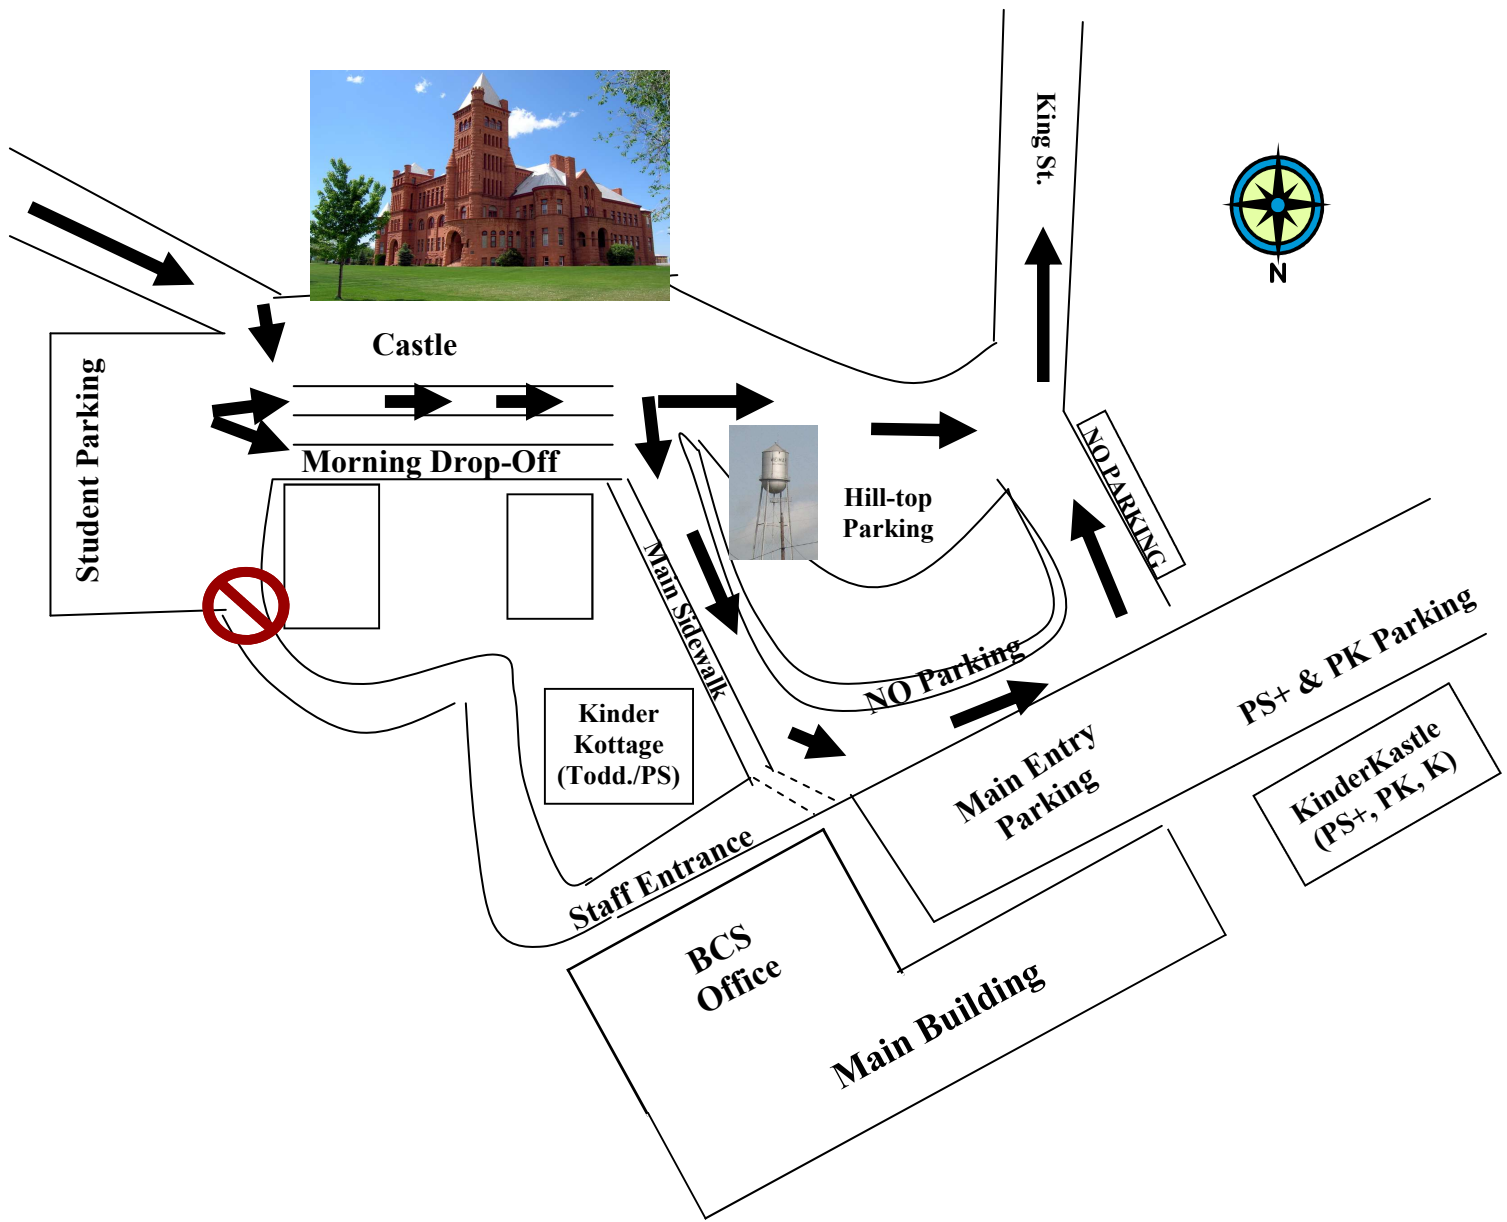 King St.
N
Castle
Student Parking
Morning Drop-Off
NO PARKING
Hill-top
Parking
Main Sidewalk
NO Parking
PS+ & PK Parking
Kinder
Kottage
(Todd./PS)
Main Entry
Parking
KinderKastle
(PS+, PK, K)
Staff Entrance
BCS
Office
Main Building